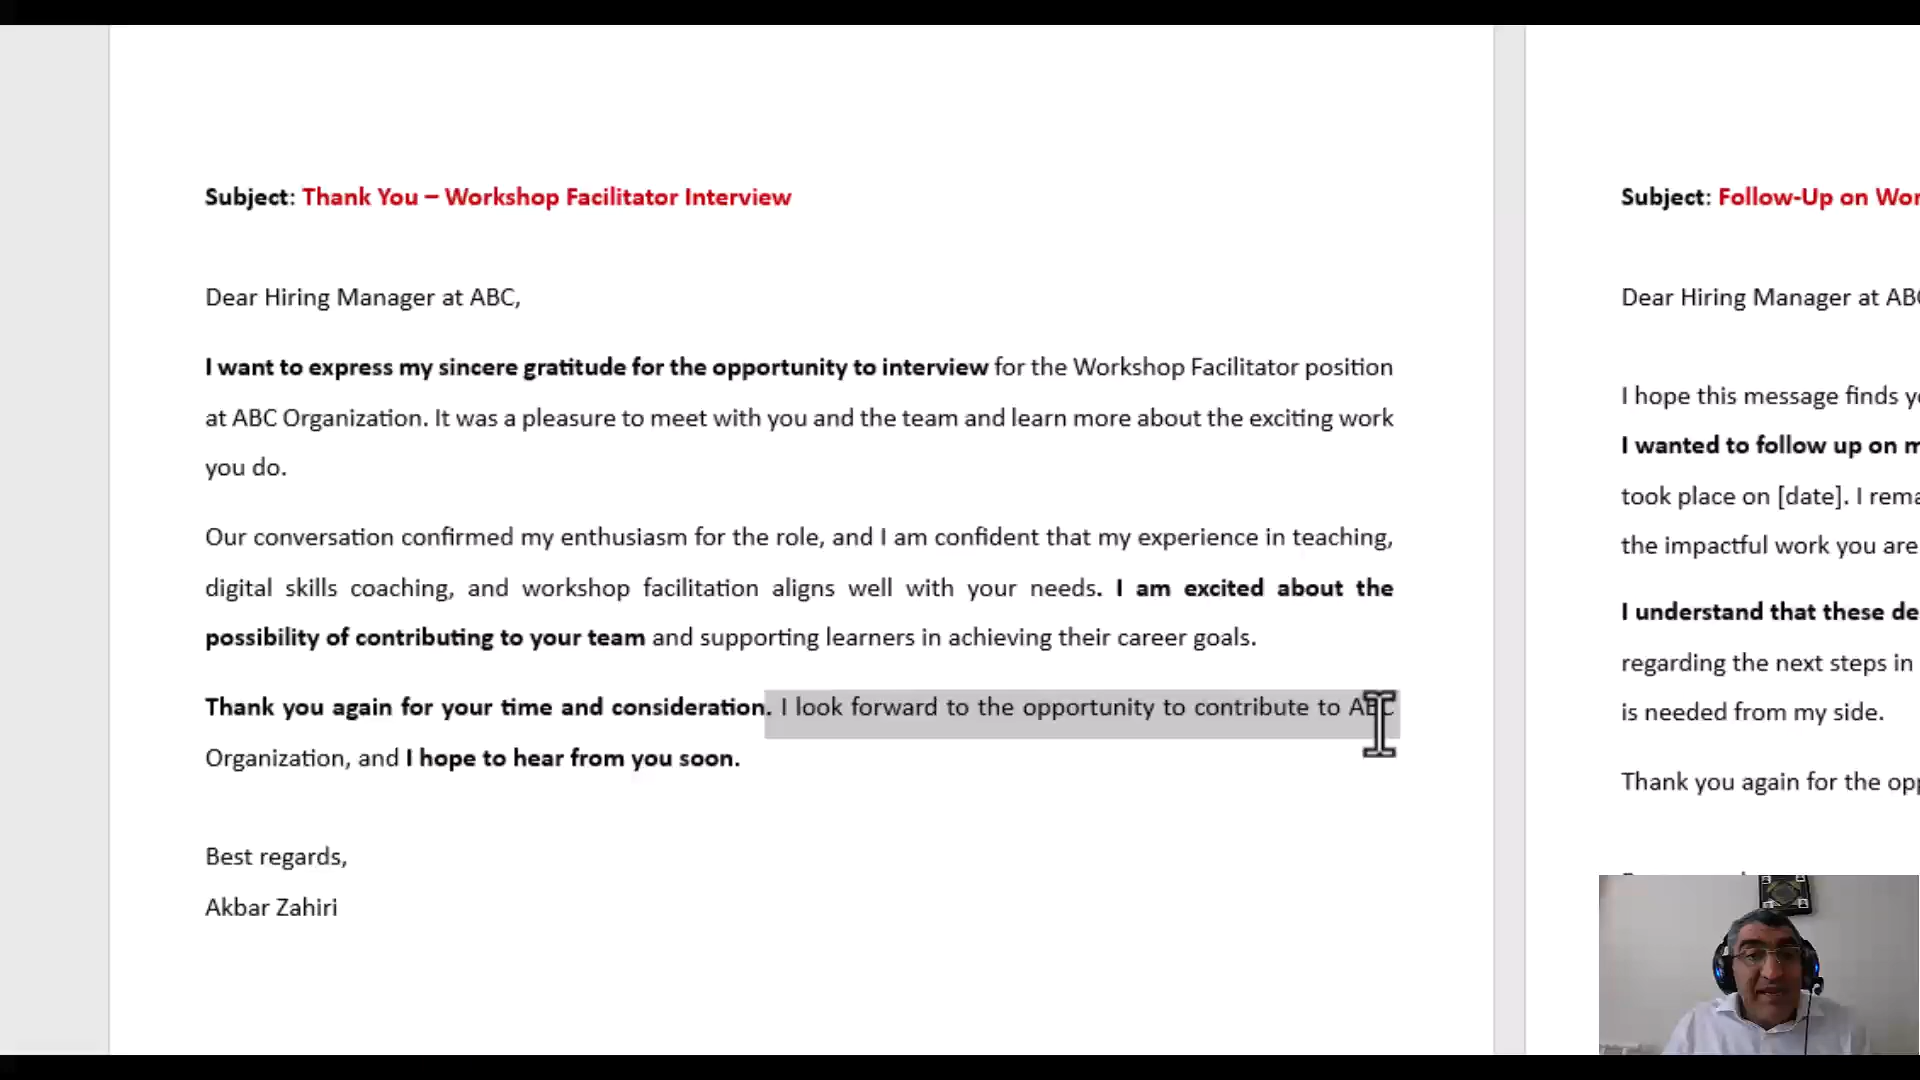 Subject: Thank You – Workshop Facilitator Interview
Dear Hiring Manager at ABC,
I want to express my sincere gratitude for the opportunity to interview for the Workshop Facilitator position
at ABC Organization. It was a pleasure to meet with you and the team and learn more about the exciting work
you do.
Our conversation confirmed my enthusiasm for the role, and I am confident that my experience in teaching,
digital skills coaching, and workshop facilitation aligns well with your needs. I am excited about the
possibility of contributing to your team and supporting learners in achieving their career goals.
Thank you again for your time and consideration. I look forward to the opportunity to contribute to ABC
Organization, and I hope to hear from you soon.
Best regards,
Akbar Zahiri
Subject: Follow-Up on
Dear Hiring Manager at
I hope this message finds
I wanted to follow up on
took place on [date]. I
the impactful work you are
I understand that these
regarding the next steps in
is needed from my side.
Thank you again for the